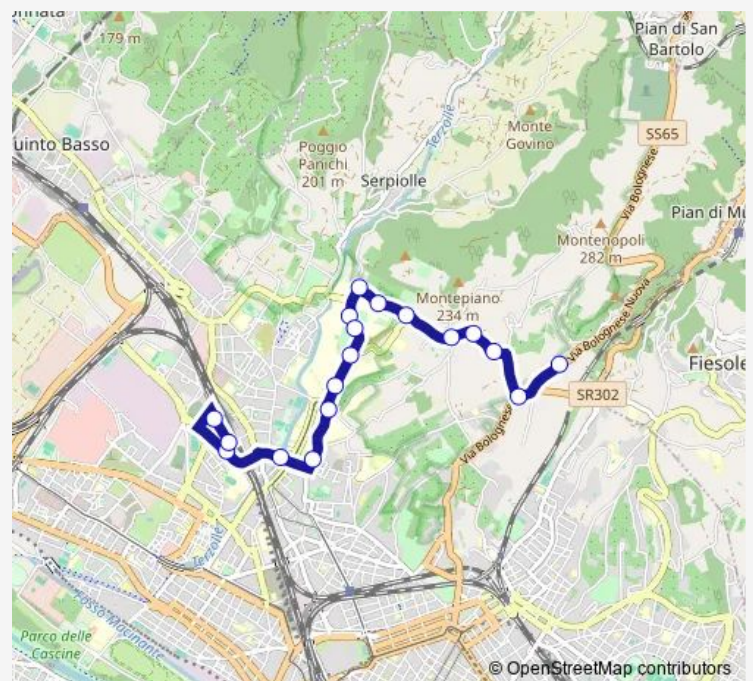 179 m
Pian di San
Bartolo
SS65
uinto Basso
Poggio
Panichi
201 m
Terzolle
Monte
Govino
Serpiolle
Via Bolognese
Pian di Mu
Montenopoli
282 m
Montepiano
234 m
Via Bolognese Nuova
Fiesole
SR302
Via Bolognese
Terzolle
Fosso Macinante
Parco delle
Cascine
© OpenStreetMap contributors